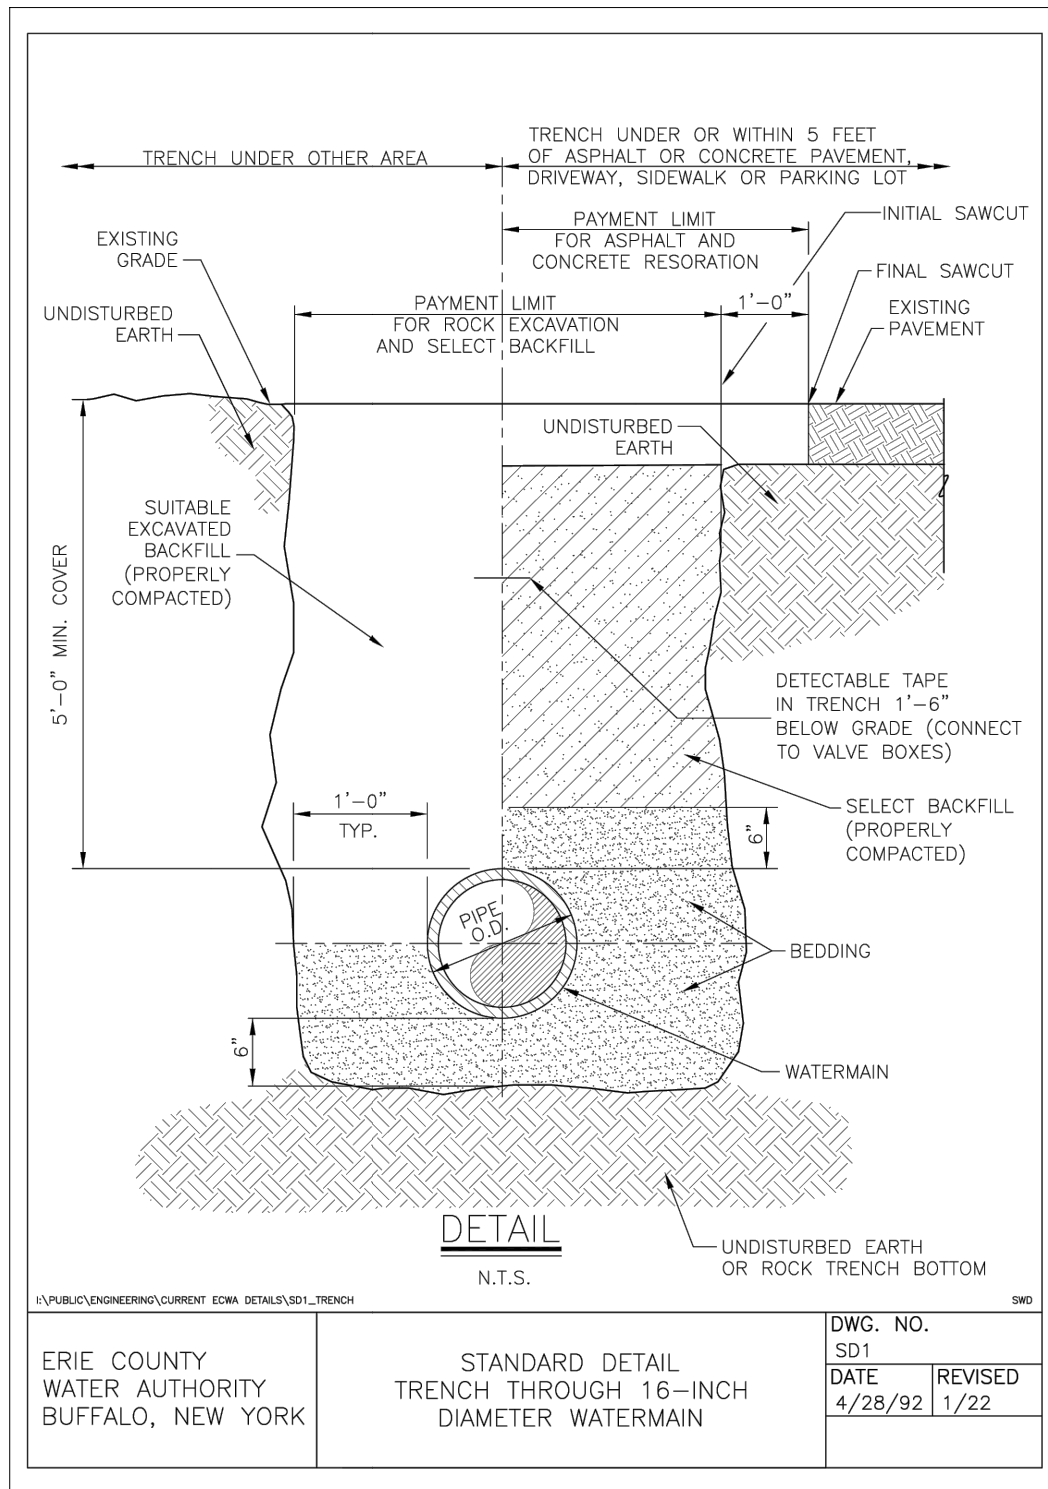 TRENCH UNDER OTHER AREA
TRENCH UNDER OR WITHIN 5 FEET
OF ASPHALT OR CONCRETE PAVEMENT,
DRIVEWAY, SIDEWALK OR PARKING LOT
PAYMENT LIMIT
FOR ASPHALT AND
CONCRETE RESORATION
INITIAL SAWCUT
FINAL SAWCUT
EXISTING
GRADE
UNDISTURBED
EARTH
PAYMENT LIMIT
FOR ROCK EXCAVATION
AND SELECT BACKFILL
1'-0"
EXISTING
PAVEMENT
UNDISTURBED
EARTH
SUITABLE
EXCAVATED
BACKFILL
(PROPERLY
COMPACTED)
5'-0" MIN. COVER
DETECTABLE TAPE
IN TRENCH 1'-6"
BELOW GRADE (CONNECT
TO VALVE BOXES)
1'-0"
TYP.
6"
SELECT BACKFILL
(PROPERLY
COMPACTED)
PIPE
O.D.
BEDDING
6"
WATERMAIN
DETAIL
N.T.S.
UNDISTURBED EARTH
OR ROCK TRENCH BOTTOM
I:\PUBLIC\ENGINEERING\CURRENT ECWA DETAILS\SD1_TRENCH
SWD
ERIE COUNTY
WATER AUTHORITY
BUFFALO, NEW YORK
STANDARD DETAIL
TRENCH THROUGH 16-INCH
DIAMETER WATERMAIN
DWG. NO.
SD1
DATE
4/28/92
REVISED
1/22